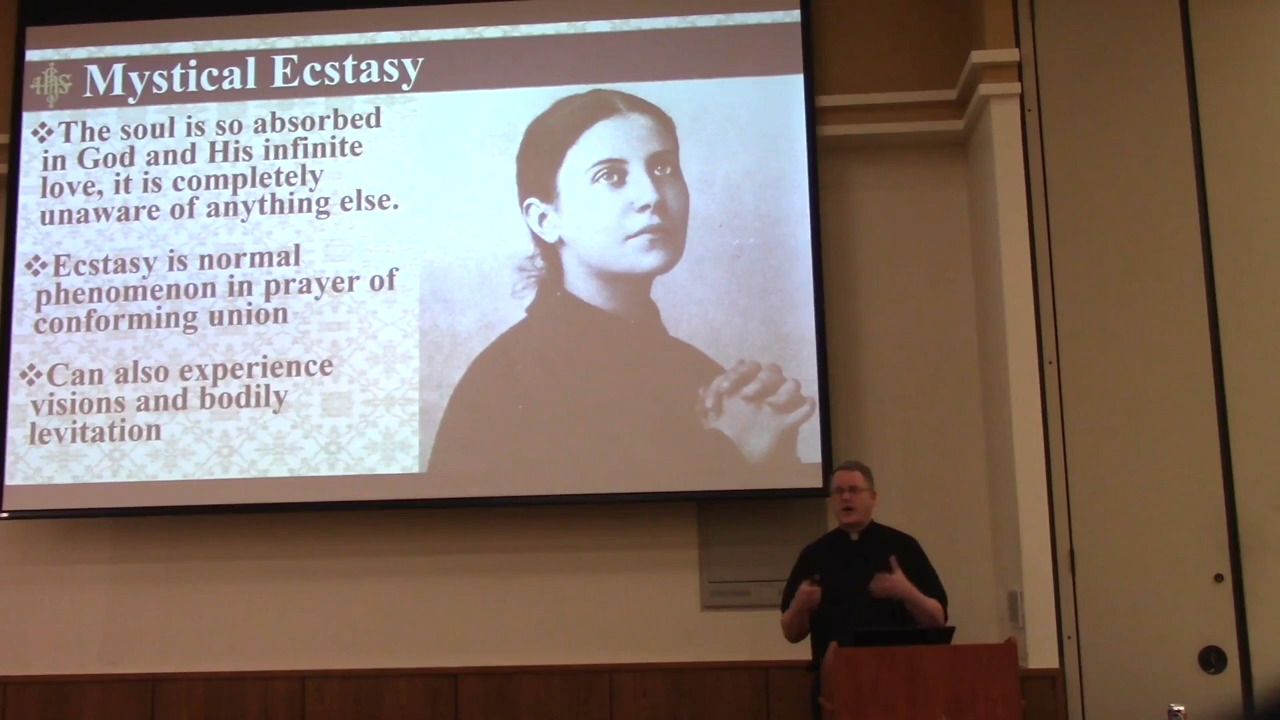 IHS Mystical Ecstasy
❖The soul is so absorbed
in God and His infinite
love, it is completely
unaware of anything else.
❖Ecstasy is normal
phenomenon in prayer of
conforming union
❖Can also experience
visions and bodily
levitation